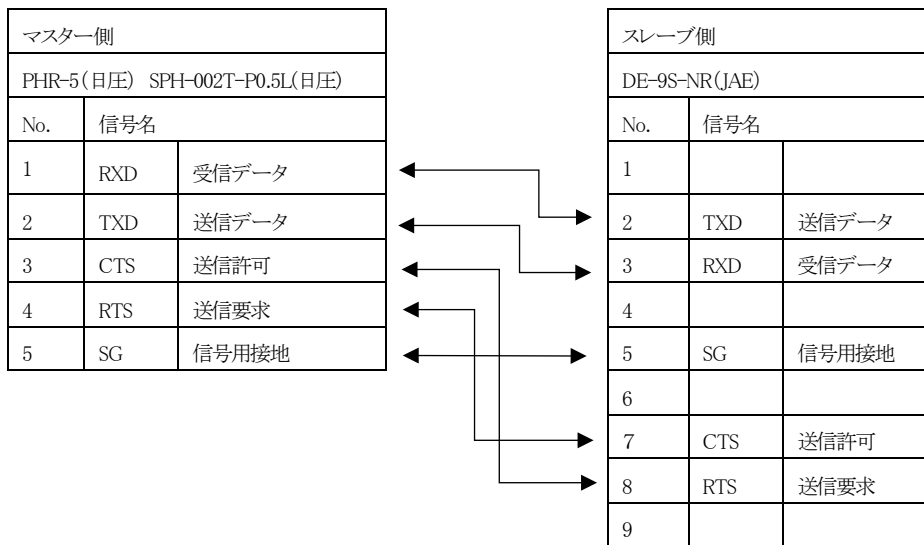 マスター側
PHR-5(日圧) SPH-002T-P0.5L(日圧)
No. 信号名
1 RXD 受信データ
2 TXD 送信データ
3 CTS 送信許可
4 RTS 送信要求
5 SG 信号用接地
スレーブ側
DE-9S-NR(JAE)
No. 信号名
1
2 TXD 送信データ
3 RXD 受信データ
4
5 SG 信号用接地
6
7 CTS 送信許可
8 RTS 送信要求
9